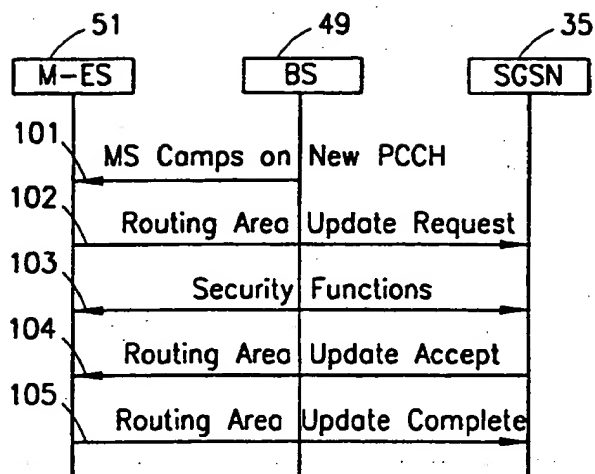 51 49 35
M-ES BS SGSN
101 MS Camps on New PCCH
102 Routing Area Update Request
103 Security Functions
104 Routing Area Update Accept
105 Routing Area Update Complete